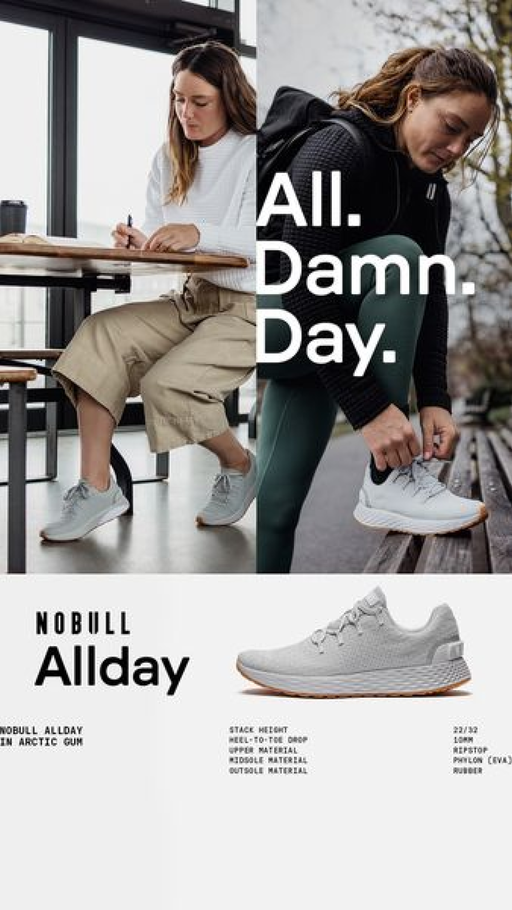 All.
Damn.
Day.
NOBULL
Allday
NOBULL ALLDAY
IN ARCTIC GUM
STACK HEIGHT 22/32
HEEL-TO-TOE DROP 10MM
UPPER MATERIAL RIPSTOP
MIDSOLE MATERIAL PHYLON (EVA)
OUTSOLE MATERIAL RUBBER